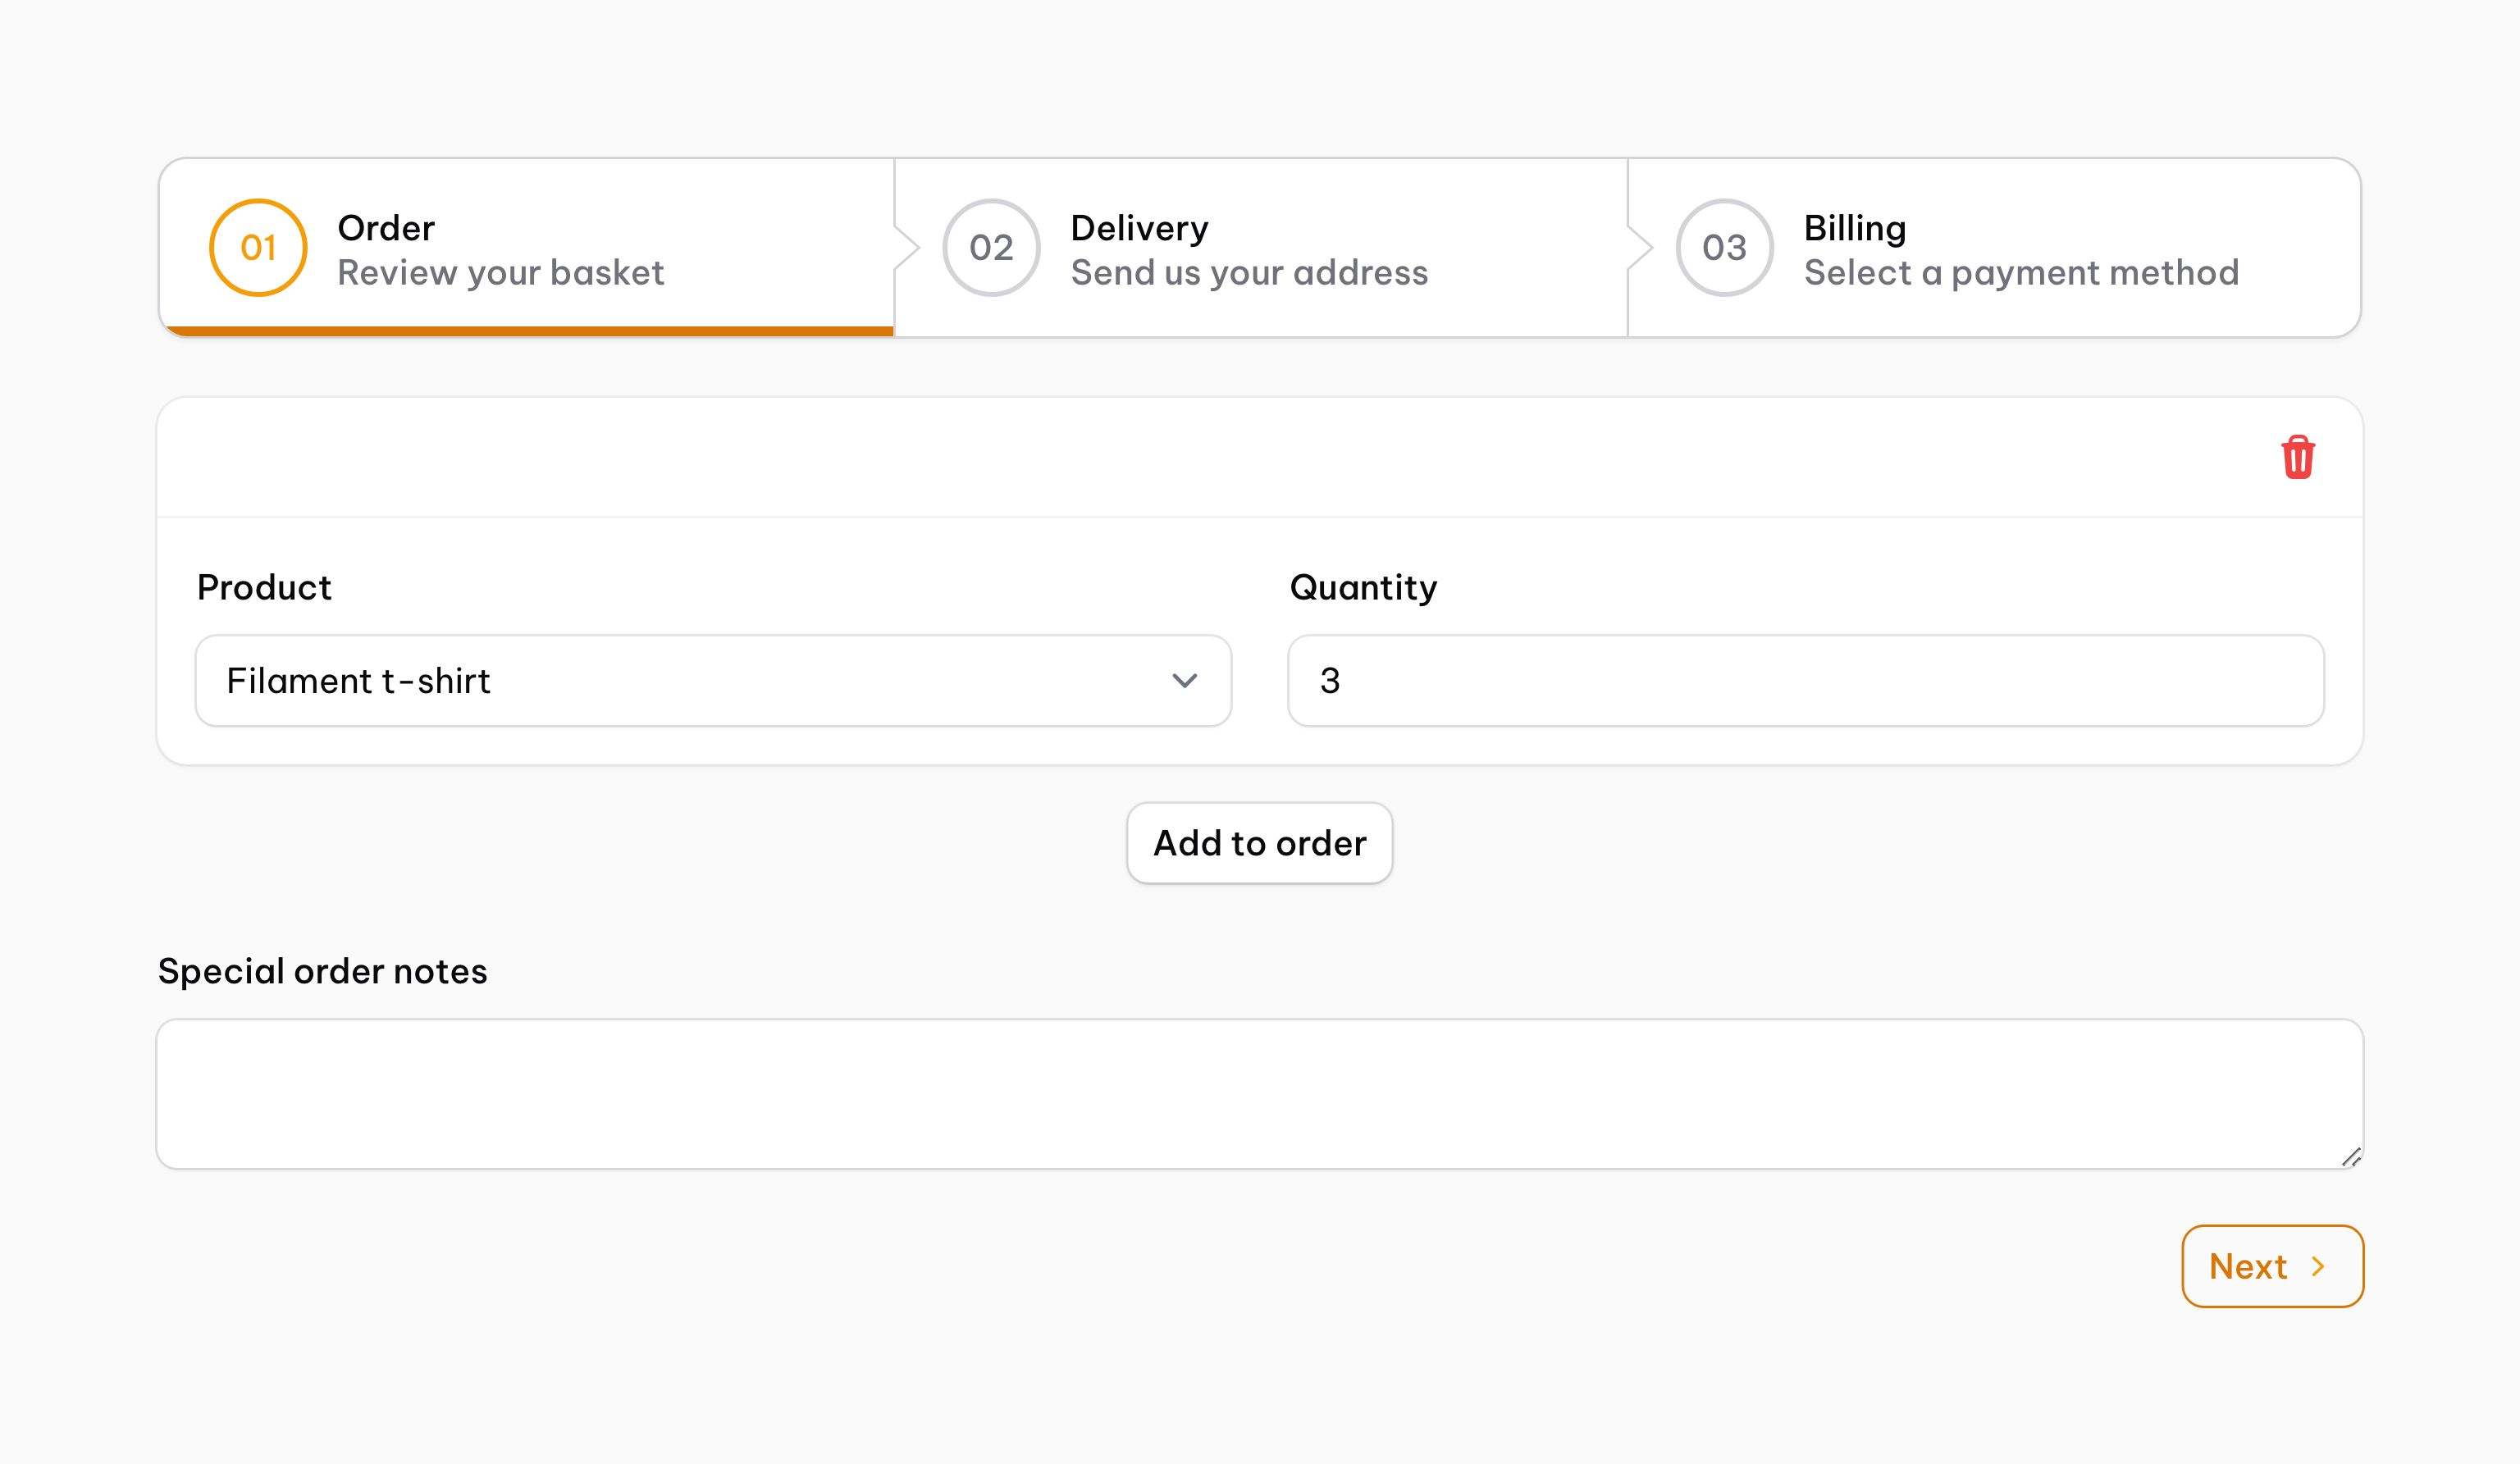 01
Order
Review your basket
02
Delivery
Send us your address
03
Billing
Select a payment method
Product
Quantity
Filament t-shirt
3
Add to order
Special order notes
Next